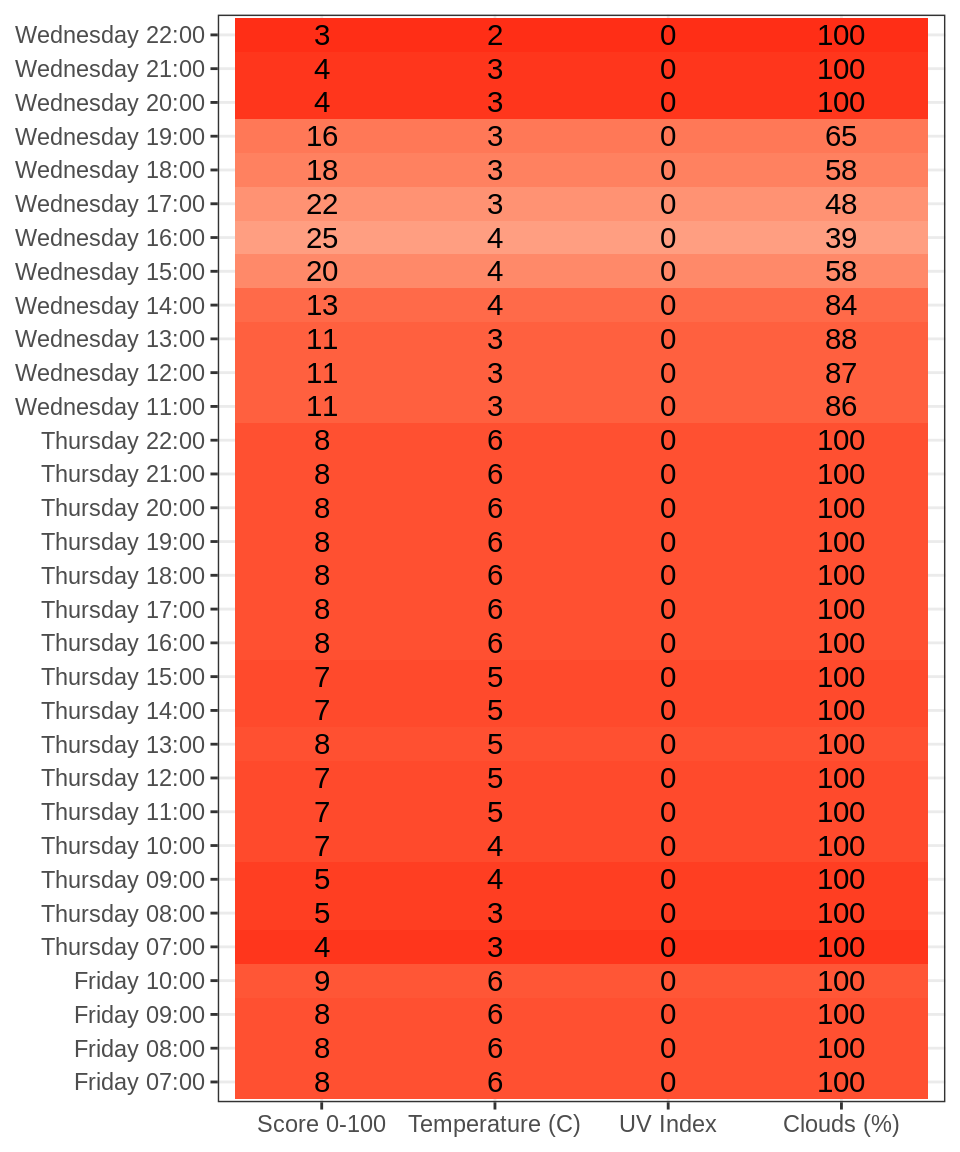 Wednesday 22:00 3 2 0 100
Wednesday 21:00 4 3 0 100
Wednesday 20:00 4 3 0 100
Wednesday 19:00 16 3 0 65
Wednesday 18:00 18 3 0 58
Wednesday 17:00 22 3 0 48
Wednesday 16:00 25 4 0 39
Wednesday 15:00 20 4 0 58
Wednesday 14:00 13 4 0 84
Wednesday 13:00 11 3 0 88
Wednesday 12:00 11 3 0 87
Wednesday 11:00 11 3 0 86
Thursday 22:00 8 6 0 100
Thursday 21:00 8 6 0 100
Thursday 20:00 8 6 0 100
Thursday 19:00 8 6 0 100
Thursday 18:00 8 6 0 100
Thursday 17:00 8 6 0 100
Thursday 16:00 8 6 0 100
Thursday 15:00 7 5 0 100
Thursday 14:00 7 5 0 100
Thursday 13:00 8 5 0 100
Thursday 12:00 7 5 0 100
Thursday 11:00 7 5 0 100
Thursday 10:00 7 4 0 100
Thursday 09:00 5 4 0 100
Thursday 08:00 5 3 0 100
Thursday 07:00 4 3 0 100
Friday 10:00 9 6 0 100
Friday 09:00 8 6 0 100
Friday 08:00 8 6 0 100
Friday 07:00 8 6 0 100
Score 0-100 Temperature (C) UV Index Clouds (%)